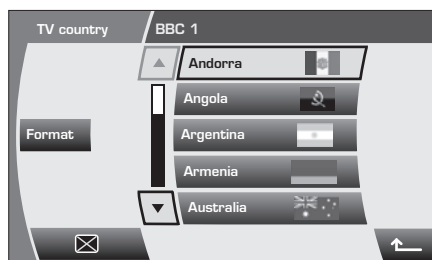 TV country
BBC 1
Andorra
Angola
Format
Argentina
Armenia
Australia